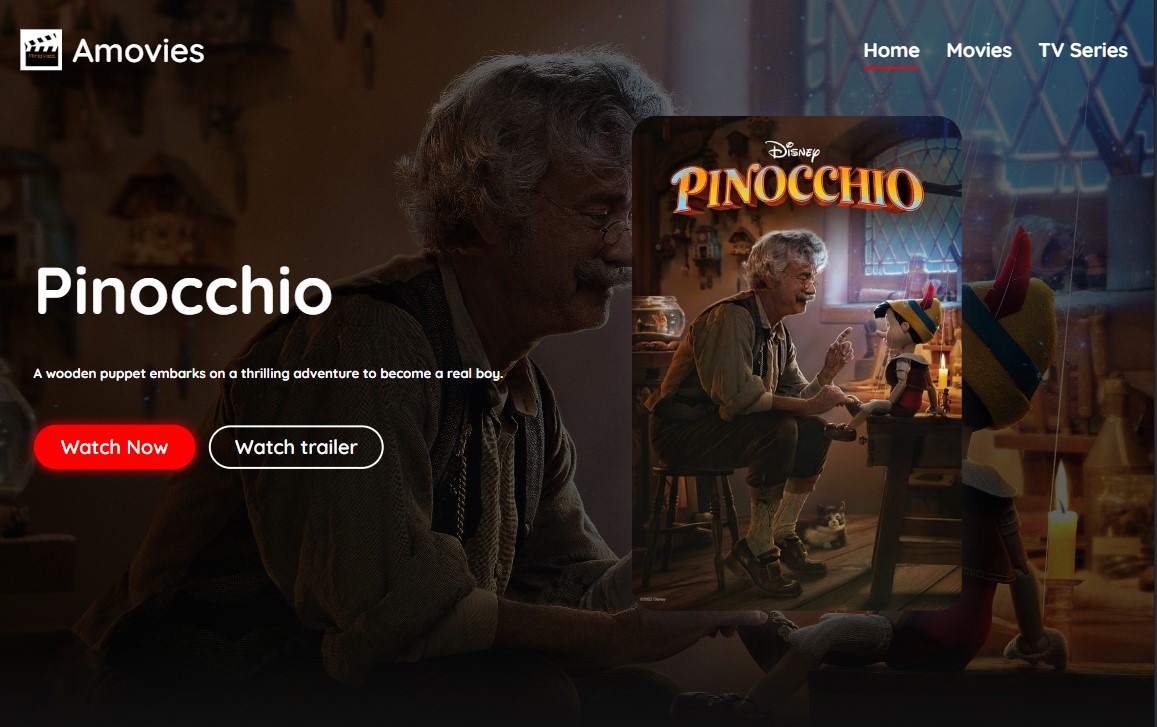 Amovies
Home Movies TV Series
Disney
PINOCCHIO
Pinocchio
A wooden puppet embarks on a thrilling adventure to become a real boy.
Watch Now Watch trailer
©2022 Disney